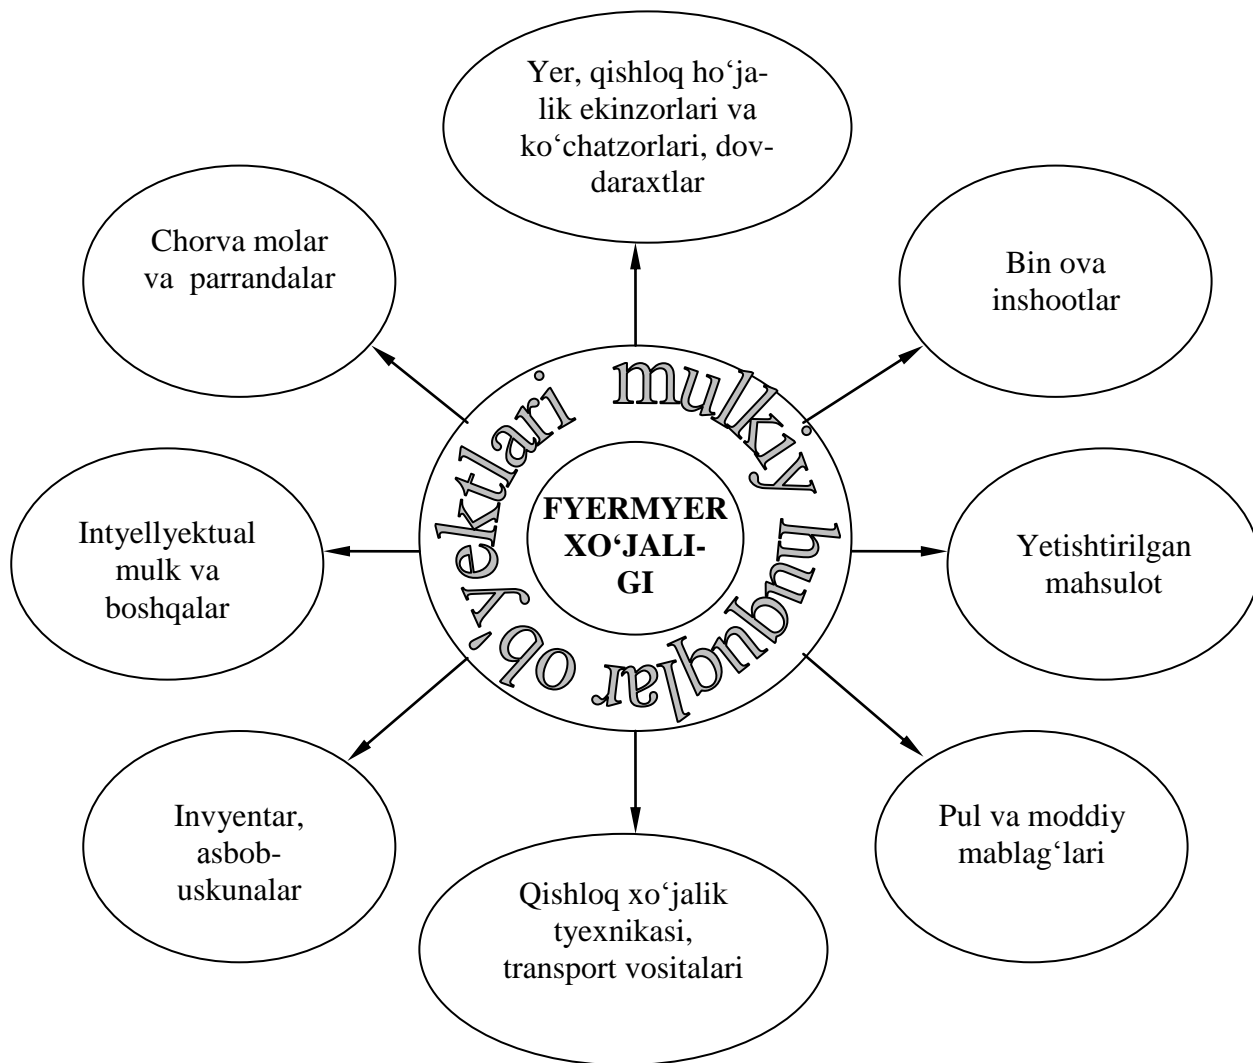 Yer, qishloq ho‘ja-
lik ekinzorlari va
ko‘chatzorlari, dov-
daraxtlar
Chorva molar
va parrandalar
Bin ova
inshootlar
mulkiy huquqlar ob'yektlari
FYERMYER
XO‘JALI-
GI
Intyellyektual
mulk va
boshqalar
Yetishtirilgan
mahsulot
Invyentar,
asbob-
uskunalar
Pul va moddiy
mablag‘lari
Qishloq xo‘jalik
tyexnikasi,
transport vositalari